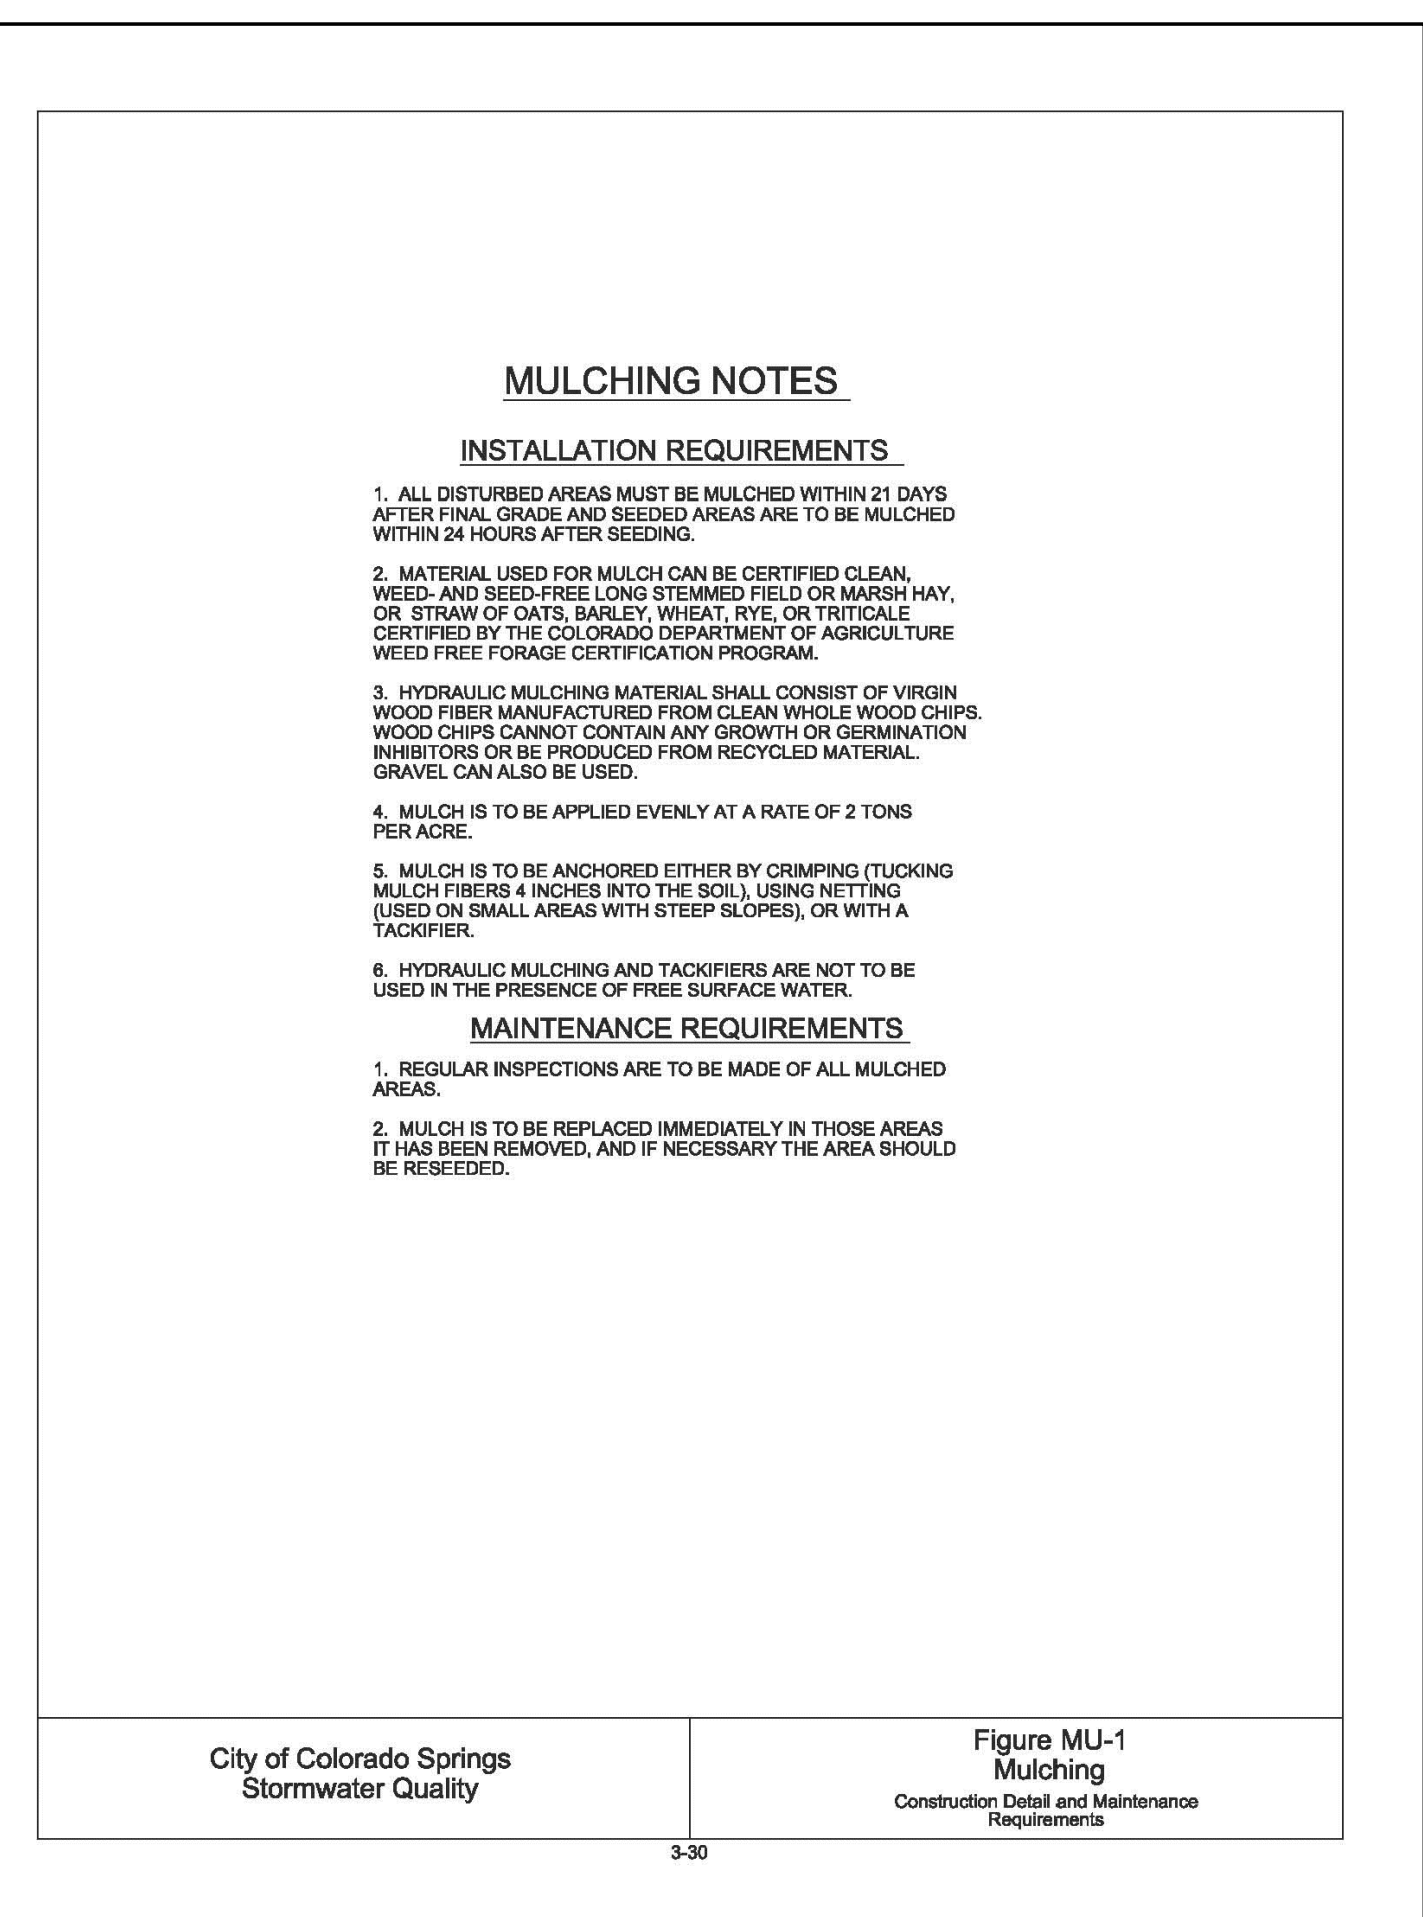 MULCHING NOTES
INSTALLATION REQUIREMENTS
1. ALL DISTURBED AREAS MUST BE MULCHED WITHIN 21 DAYS
AFTER FINAL GRADE AND SEEDED AREAS ARE TO BE MULCHED
WITHIN 24 HOURS AFTER SEEDING.
2. MATERIAL USED FOR MULCH CAN BE CERTIFIED CLEAN,
WEED- AND SEED-FREE LONG STEMMED FIELD OR MARSH HAY,
OR STRAW OF OATS, BARLEY, WHEAT, RYE, OR TRITICALE
CERTIFIED BY THE COLORADO DEPARTMENT OF AGRICULTURE
WEED FREE FORAGE CERTIFICATION PROGRAM.
3. HYDRAULIC MULCHING MATERIAL SHALL CONSIST OF VIRGIN
WOOD FIBER MANUFACTURED FROM CLEAN WHOLE WOOD CHIPS.
WOOD CHIPS CANNOT CONTAIN ANY GROWTH OR GERMINATION
INHIBITORS OR BE PRODUCED FROM RECYCLED MATERIAL.
GRAVEL CAN ALSO BE USED.
4. MULCH IS TO BE APPLIED EVENLY AT A RATE OF 2 TONS
PER ACRE.
5. MULCH IS TO BE ANCHORED EITHER BY CRIMPING (TUCKING
MULCH FIBERS 4 INCHES INTO THE SOIL), USING NETTING
(USED ON SMALL AREAS WITH STEEP SLOPES), OR WITH A
TACKIFIER.
6. HYDRAULIC MULCHING AND TACKIFIERS ARE NOT TO BE
USED IN THE PRESENCE OF FREE SURFACE WATER.
MAINTENANCE REQUIREMENTS
1. REGULAR INSPECTIONS ARE TO BE MADE OF ALL MULCHED
AREAS.
2. MULCH IS TO BE REPLACED IMMEDIATELY IN THOSE AREAS
IT HAS BEEN REMOVED, AND IF NECESSARY THE AREA SHOULD
BE RESEEDED.
City of Colorado Springs
Stormwater Quality
Figure MU-1
Mulching
Construction Detail and Maintenance
Requirements
3-30